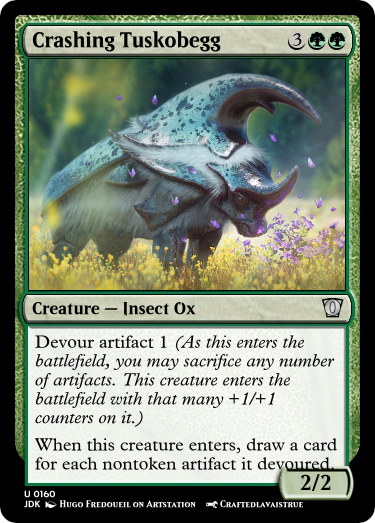 Crashing Tuskobegg 3
Creature — Insect Ox
Devour artifact 1 (As this enters the
battlefield, you may sacrifice any number
of artifacts. This creature enters the
battlefield with that many +1/+1
counters on it.)
When this creature enters, draw a card
for each nontoken artifact it devoured.
2/2
U 0160
JDK Hugo Fredoueil on Artstation Craftedlavaistrue